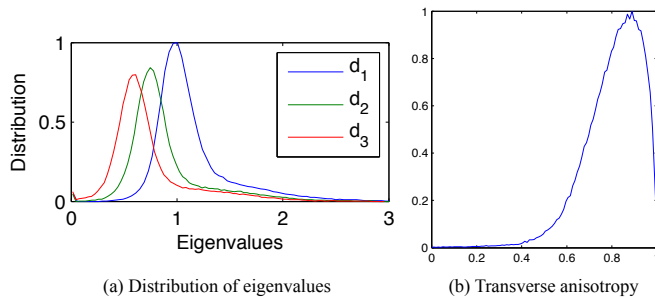 1
0.5
0
0 1 2 3
Distribution
Eigenvalues
d1
d2
d3
(a) Distribution of eigenvalues
1
0.8
0.6
0.4
0.2
0
0 0.2 0.4 0.6 0.8
(b) Transverse anisotropy